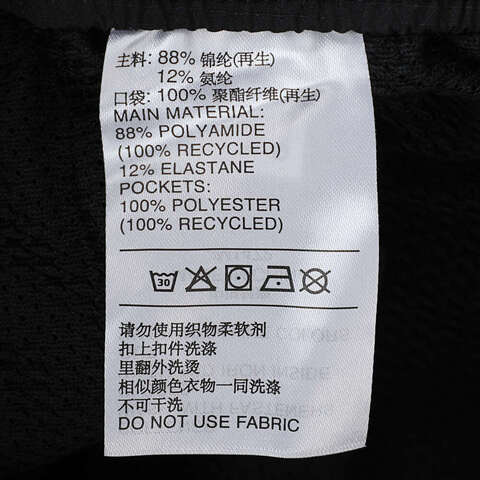 主料: 88% 锦纶(再生)
12% 氨纶
口袋: 100% 聚酯纤维(再生)
MAIN MATERIAL:
88% POLYAMIDE
(100% RECYCLED)
12% ELASTANE
POCKETS:
100% POLYESTER
(100% RECYCLED)
30
请勿使用织物柔软剂
扣上扣件洗涤
里翻外洗烫
相似颜色衣物一同洗涤
不可干洗
DO NOT USE FABRIC